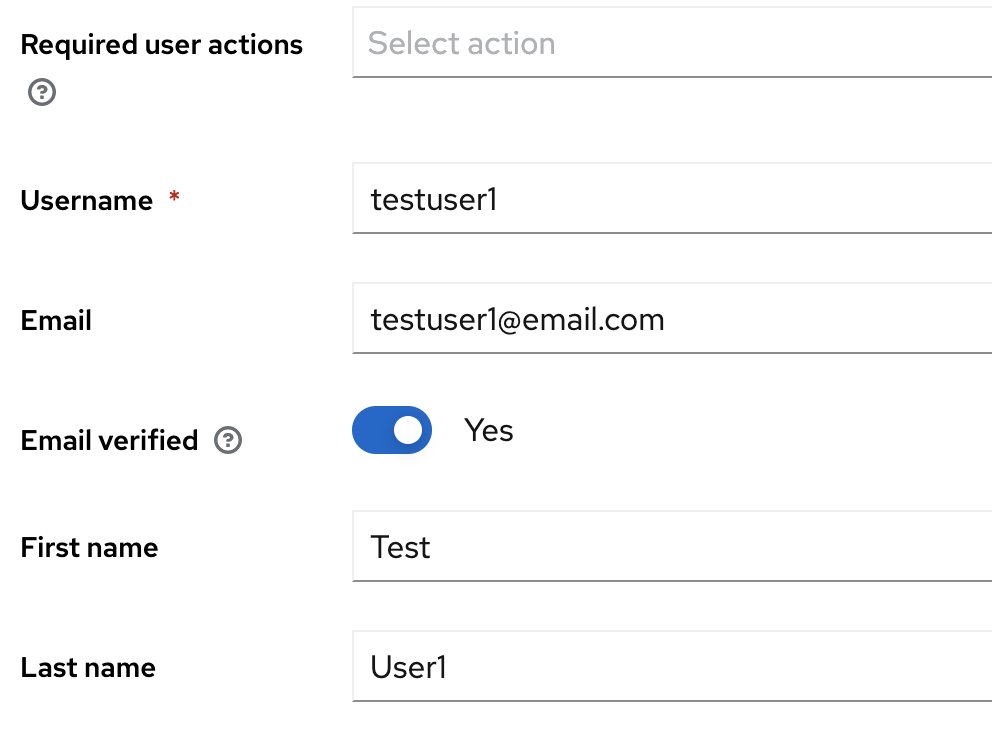 Required user actions
Select action
Username *
testuser1
Email
testuser1@email.com
Email verified
Yes
First name
Test
Last name
User1